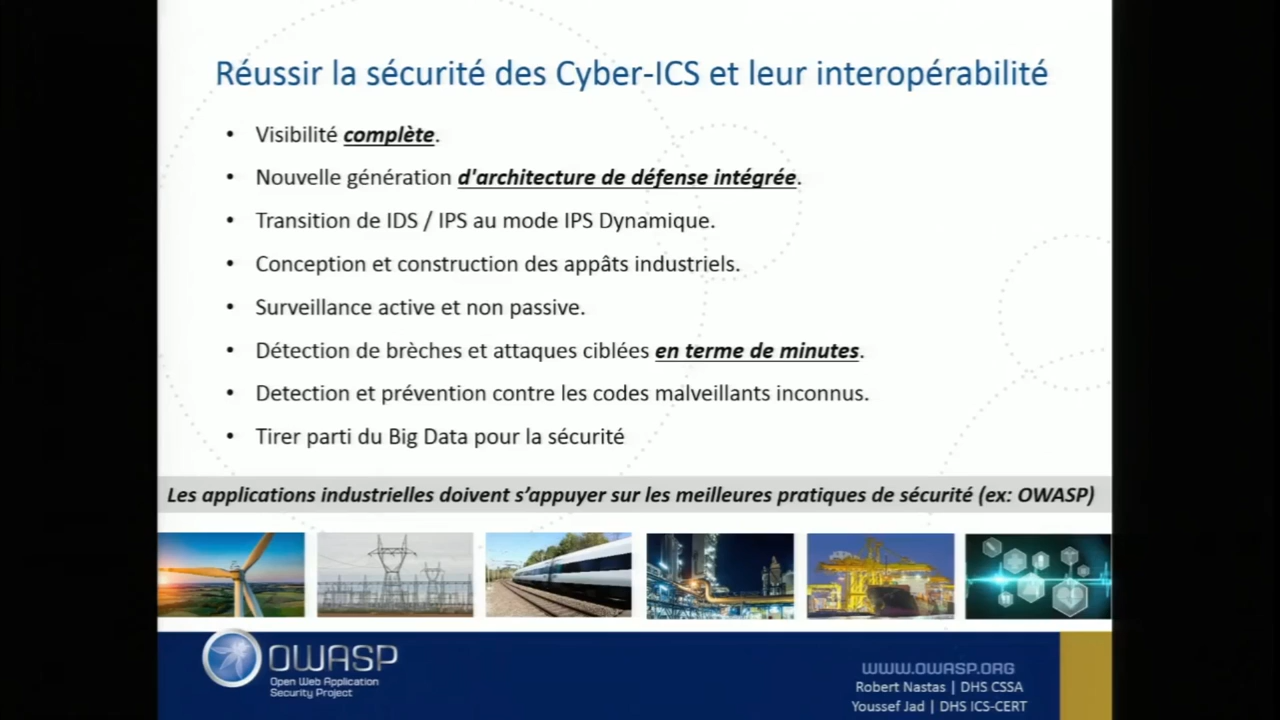 Réussir la sécurité des Cyber-ICS et leur interopérabilité
• Visibilité complète.
• Nouvelle génération d'architecture de défense intégrée.
• Transition de IDS / IPS au mode IPS Dynamique.
• Conception et construction des appâts industriels.
• Surveillance active et non passive.
• Détection de brèches et attaques ciblées en terme de minutes.
• Detection et prévention contre les codes malveillants inconnus.
• Tirer parti du Big Data pour la sécurité
Les applications industrielles doivent s’appuyer sur les meilleures pratiques de sécurité (ex: OWASP)
OWASP
Open Web Application
Security Project
WWW.OWASP.ORG
Robert Nastas | DHS CSSA
Youssef Jad | DHS ICS-CERT